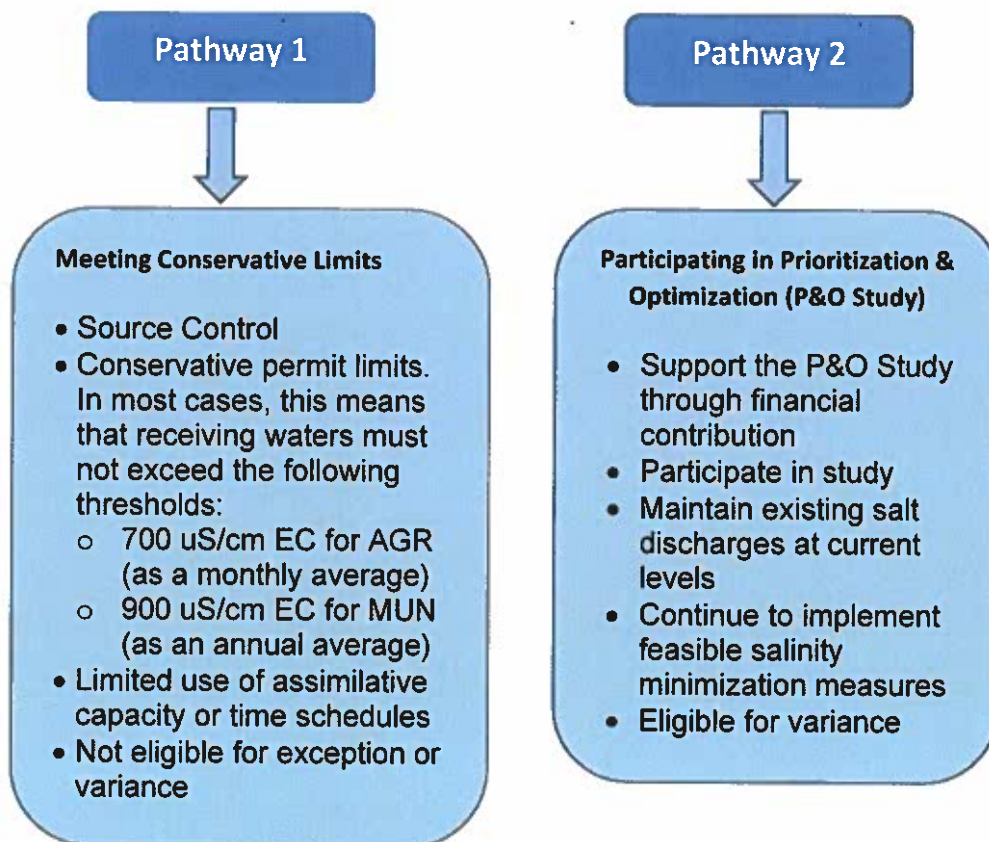 Pathway 1
Meeting Conservative Limits
• Source Control
• Conservative permit limits.
In most cases, this means
that receiving waters must
not exceed the following
thresholds:
o 700 uS/cm EC for AGR
(as a monthly average)
o 900 uS/cm EC for MUN
(as an annual average)
• Limited use of assimilative
capacity or time schedules
• Not eligible for exception or
variance
Pathway 2
Participating in Prioritization &
Optimization (P&O Study)
• Support the P&O Study
through financial
contribution
• Participate in study
• Maintain existing salt
discharges at current
levels
• Continue to implement
feasible salinity
minimization measures
• Eligible for variance